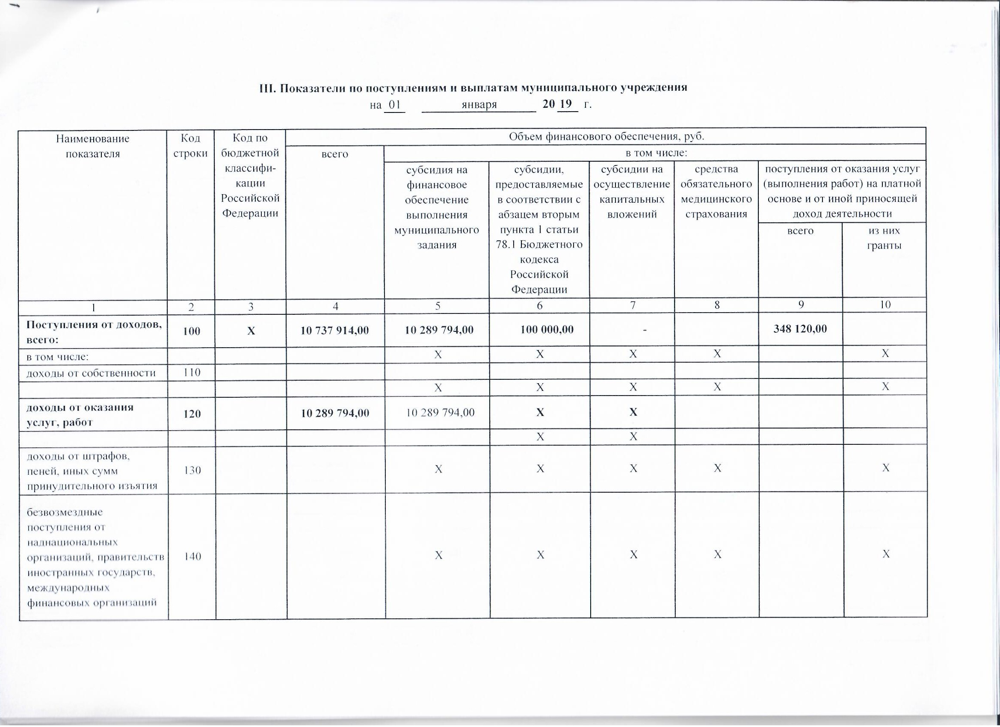 III. Показатели по поступлениям и выплатам муниципального учреждения
на 01 января 20 19 г.
Наименование
показателя
Код
строки
Код по
бюджетной
классифи-
кации
Российской
Федерации
Объем финансового обеспечения, руб.
всего
в том числе:
субсидия на
финансовое
обеспечение
выполнения
муниципального
задания
субсидии,
предоставляемые
в соответствии с
абзацем вторым
пункта 1 статьи
78.1 Бюджетного
кодекса
Российской
Федерации
субсидии на
осуществление
капитальных
вложений
средства
обязательного
медицинского
страхования
поступления от оказания услуг
(выполнения работ) на платной
основе и от иной приносящей
доход деятельности
всего
из них
гранты
1 2 3 4 5 6 7 8 9 10
Поступления от доходов,
всего:
100 X 10 737 914,00 10 289 794,00 100 000,00 - 348 120,00
в том числе: X X X X X
доходы от собственности 110
X X X X X
доходы от оказания
услуг, работ
120 10 289 794,00 10 289 794,00 X X
X X
доходы от штрафов,
пеней, иных сумм
принудительного изъятия
130 X X X X X
безвозмездные
поступления от
наднациональных
организаций, правительств
иностранных государств,
международных
финансовых организаций
140 X X X X X